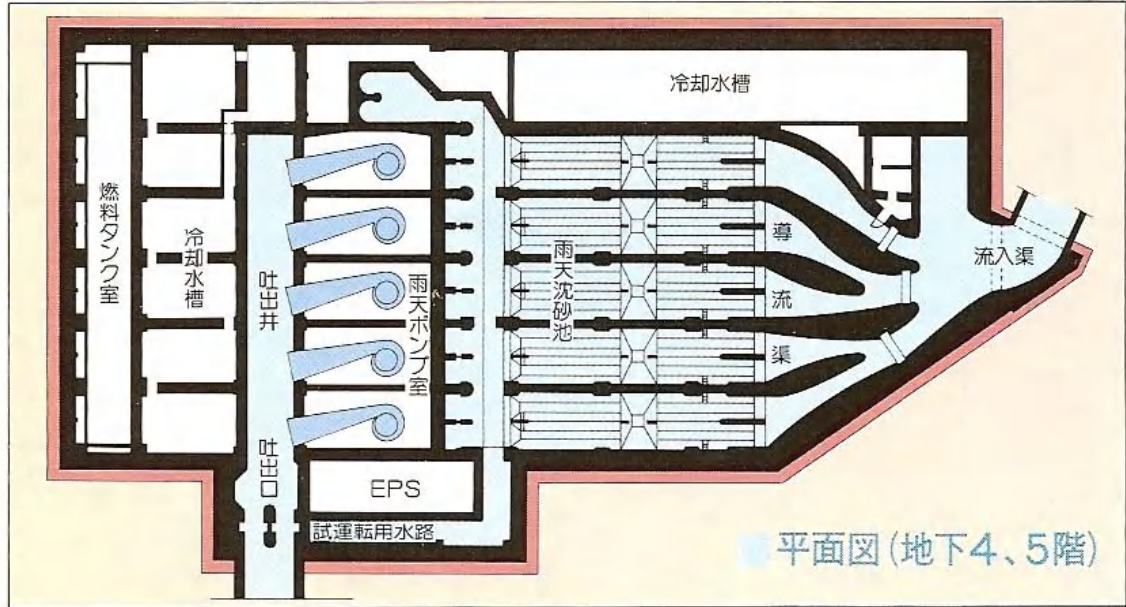 冷却水槽
燃料タンク室
冷却水槽
吐出井
雨天ポンプ室
雨天沈砂池
導流渠
流入渠
吐出口
EPS
試運転用水路
平面図(地下4、5階)